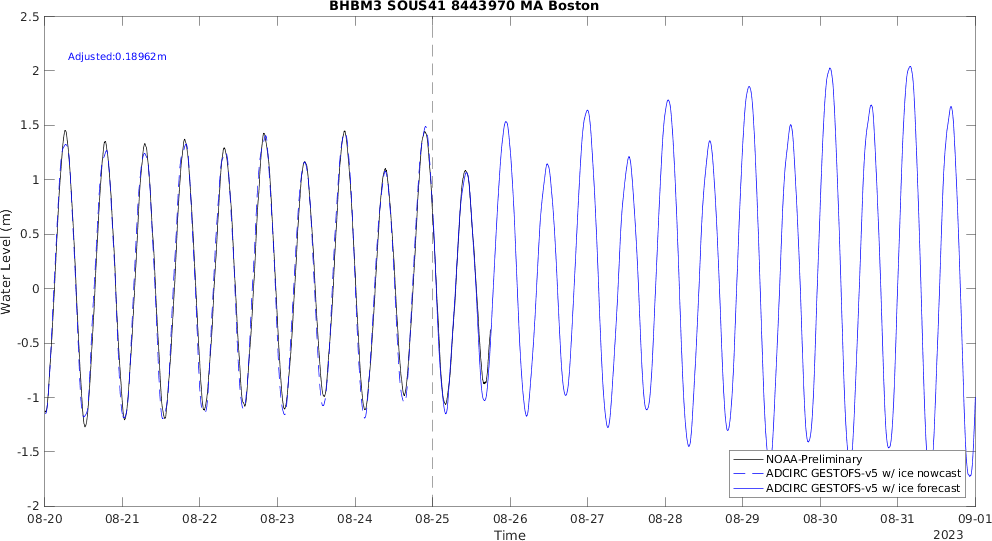 BHBM3 SOUS41 8443970 MA Boston
2.5
Adjusted:0.18962m
2
1.5
1
0.5
0
-0.5
-1
-1.5
-2
Water Level (m)
NOAA-Preliminary
ADCIRC GESTOFS-v5 w/ ice nowcast
ADCIRC GESTOFS-v5 w/ ice forecast
08-20 08-21 08-22 08-23 08-24 08-25 08-26 08-27 08-28 08-29 08-30 08-31 09-01
Time
2023